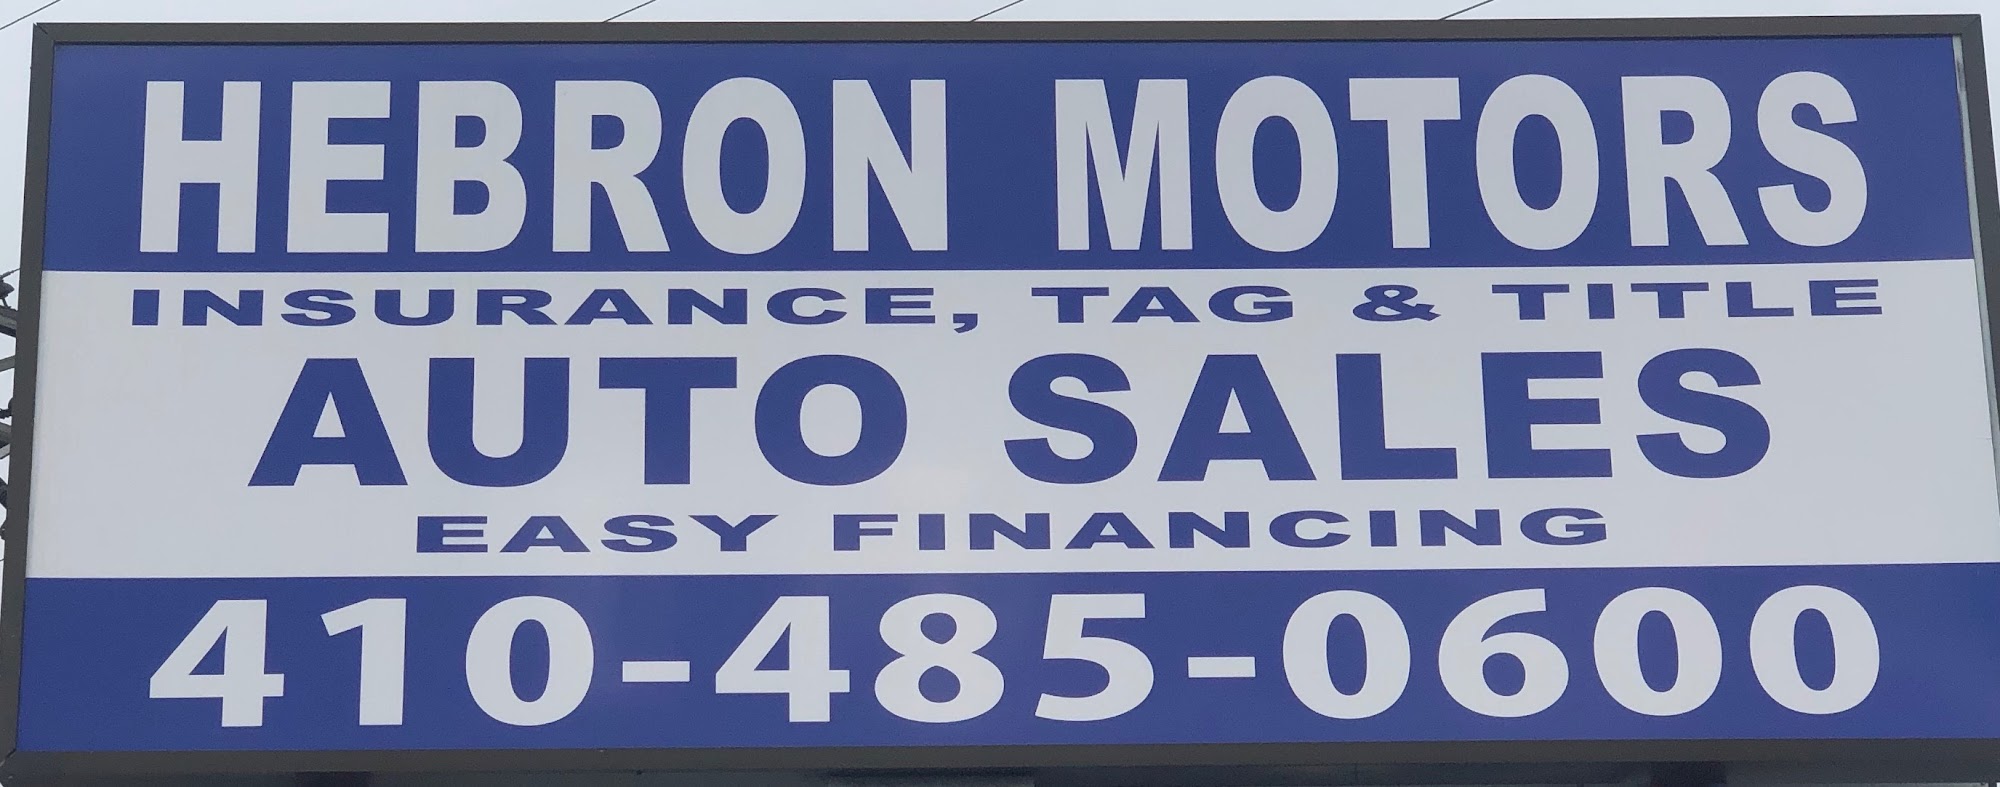 HEBRON MOTORS
INSURANCE, TAG & TITLE
AUTO SALES
EASY FINANCING
410-485-0600